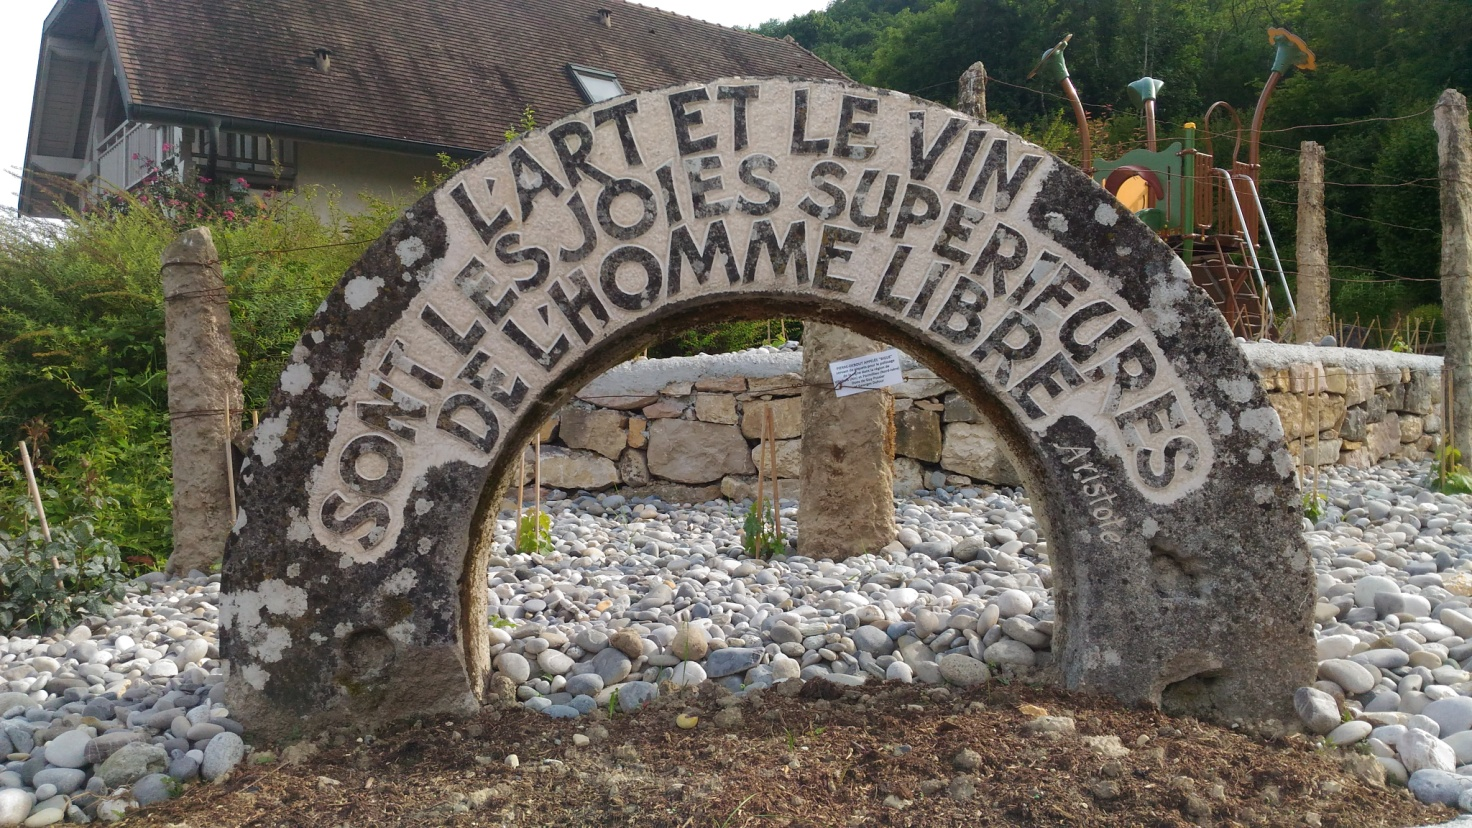 L'ART ET LE VIN
SONT LES JOIES SUPERIEURES
DE L'HOMME LIBRE
Aristote